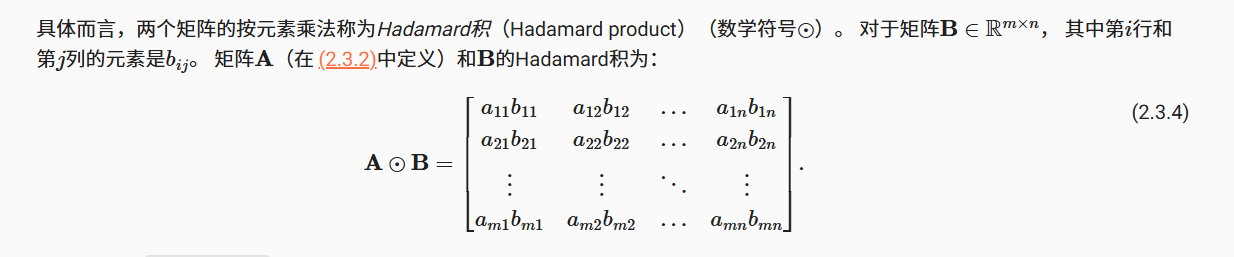 具体而言，两个矩阵的按元素乘法称为Hadamard积（Hadamard product）（数学符号⊙）。 对于矩阵𝐁 ∈ ℝ^{m×n}， 其中第i行和
第j列的元素是b_{ij}。 矩阵𝐀（在 (2.3.2)中定义）和𝐁的Hadamard积为：
𝐀 ⊙ 𝐁 = [ a_{11}b_{11} a_{12}b_{12} … a_{1n}b_{1n}
a_{21}b_{21} a_{22}b_{22} … a_{2n}b_{2n}
⋮ ⋮ ⋱ ⋮
a_{m1}b_{m1} a_{m2}b_{m2} … a_{mn}b_{mn} ] . (2.3.4)